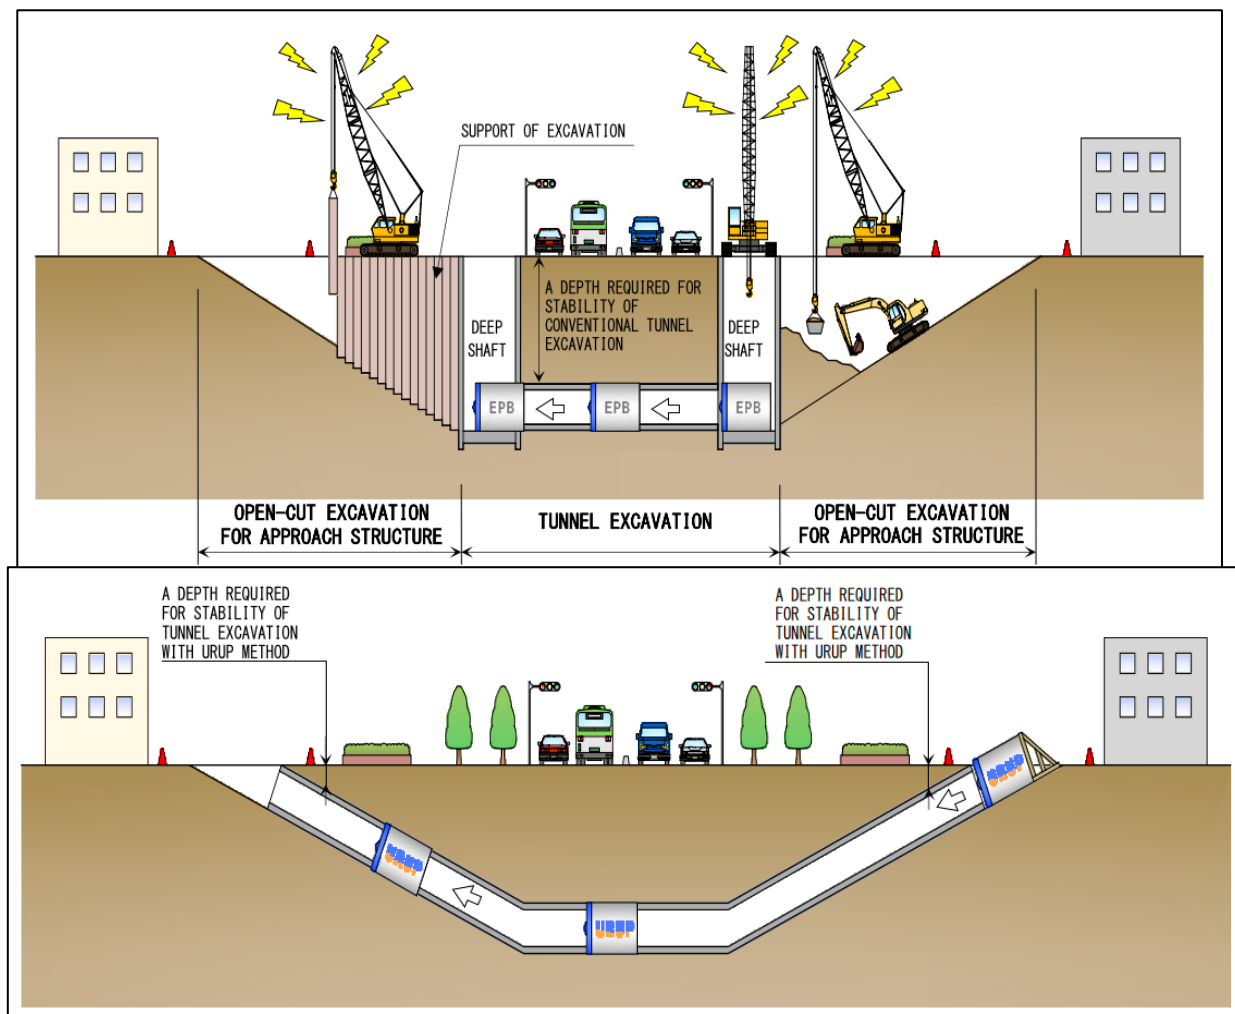 SUPPORT OF EXCAVATION
A DEPTH REQUIRED FOR
STABILITY OF
CONVENTIONAL TUNNEL
EXCAVATION
DEEP
SHAFT
DEEP
SHAFT
EPB
EPB
EPB
OPEN-CUT EXCAVATION
FOR APPROACH STRUCTURE
TUNNEL EXCAVATION
OPEN-CUT EXCAVATION
FOR APPROACH STRUCTURE
A DEPTH REQUIRED
FOR STABILITY OF
TUNNEL EXCAVATION
WITH URUP METHOD
A DEPTH REQUIRED
FOR STABILITY OF
TUNNEL EXCAVATION
WITH URUP METHOD